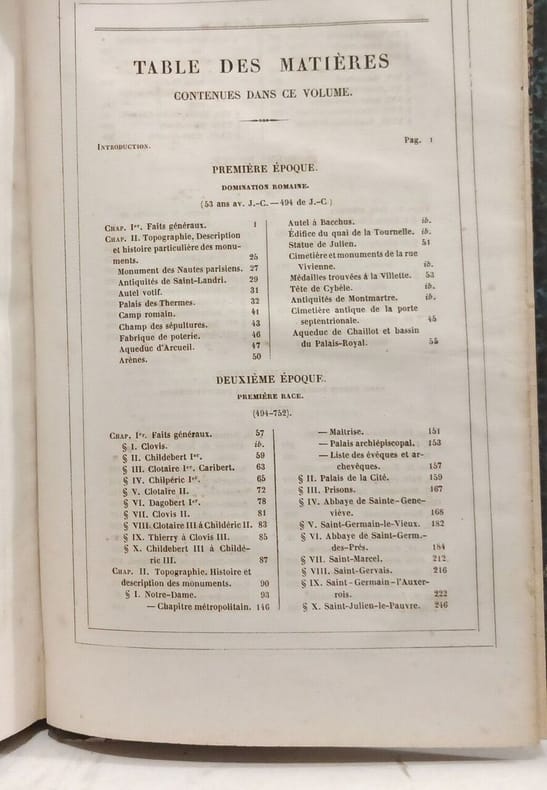 TABLE DES MATIÈRES
CONTENUES DANS CE VOLUME.
INTRODUCTION. Pag. 1
PREMIÈRE ÉPOQUE.
DOMINATION ROMAINE.
(53 ans av. J.-C.—494 de J.-C.)
CHAP. Iᵉʳ. Faits généraux. 1
CHAP. II. Topographie, Description
et histoire particulière des monu-
ments. 25
Monument des Nautes parisiens. 27
Antiquités de Saint-Landri. 29
Autel votif. 31
Palais des Thermes. 32
Camp romain. 41
Champ des sépultures. 43
Fabrique de poterie. 46
Aqueduc d'Arcueil. 47
Arènes. 50
Autel à Bacchus. ib.
Édifice du quai de la Tournelle. ib.
Statue de Julien. 51
Cimetière et monuments de la rue
Vivienne. ib.
Médailles trouvées à la Villette. 53
Tête de Cybèle. ib.
Antiquités de Montmartre. ib.
Cimetière antique de la porte
septentrionale. 45
Aqueduc de Chaillot et bassin
du Palais-Royal. 55
DEUXIÈME ÉPOQUE.
PREMIÈRE RACE.
(494-752).
CHAP. Iᵉʳ. Faits généraux. 57
§ I. Clovis. ib.
§ II. Childebert Iᵉʳ. 59
§ III. Clotaire Iᵉʳ. Caribert. 63
§ IV. Chilpéric Iᵉʳ. 65
§ V. Clotaire II. 72
§ VI. Dagobert Iᵉʳ. 78
§ VII. Clovis II. 81
§ VIII. Clotaire III à Childéric II. 83
§ IX. Thierry à Clovis III. 85
§ X. Childebert III à Childé-
ric III. 87
CHAP. II. Topographie, Histoire et
description des monuments. 90
§ I. Notre-Dame. 93
— Chapitre métropolitain. 146
— Maîtrise. 151
— Palais archiépiscopal. 153
— Liste des évêques et ar-
chevêques. 157
§ II. Palais de la Cité. 159
§ III. Prisons. 167
§ IV. Abbaye de Sainte-Gene-
viève. 168
§ V. Saint-Germain-le-Vieux. 182
§ VI. Abbaye de Saint-Germ.-
des-Prés. 184
§ VII. Saint-Marcel. 212
§ VIII. Saint-Gervais. 216
§ IX. Saint-Germain-l'Auxer-
rois. 222
§ X. Saint-Julien-le-Pauvre. 246